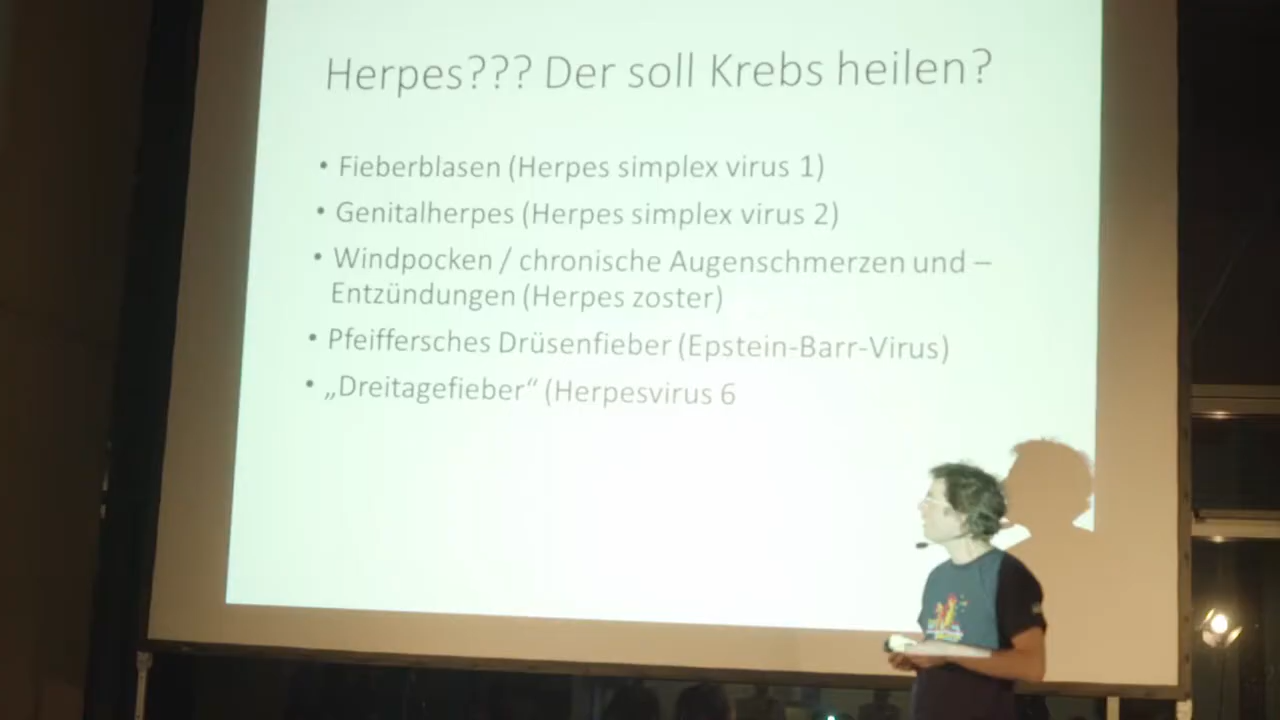 Herpes??? Der soll Krebs heilen?
• Fieberblasen (Herpes simplex virus 1)
• Genitalherpes (Herpes simplex virus 2)
• Windpocken / chronische Augenschmerzen und –
Entzündungen (Herpes zoster)
• Pfeiffersches Drüsenfieber (Epstein-Barr-Virus)
• „Dreitagefieber“ (Herpesvirus 6